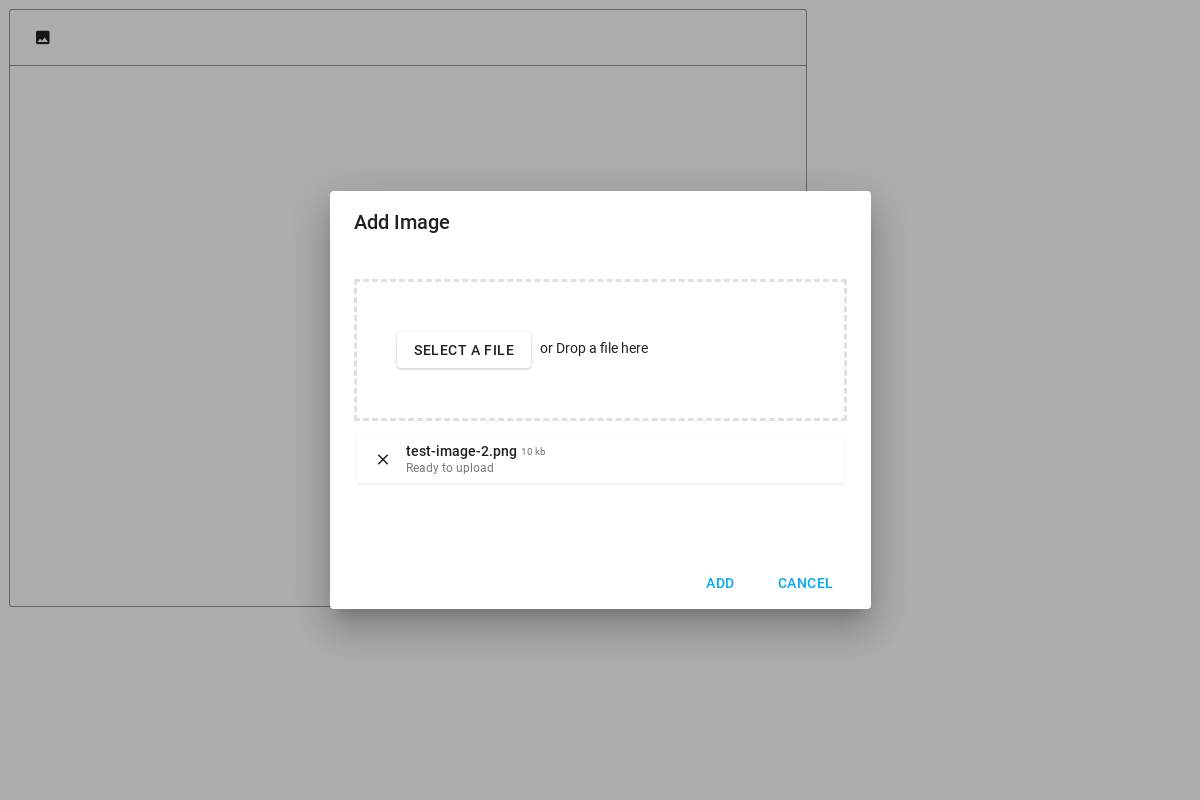 Add Image
SELECT A FILE or Drop a file here
test-image-2.png 10 kb
Ready to upload
ADD CANCEL